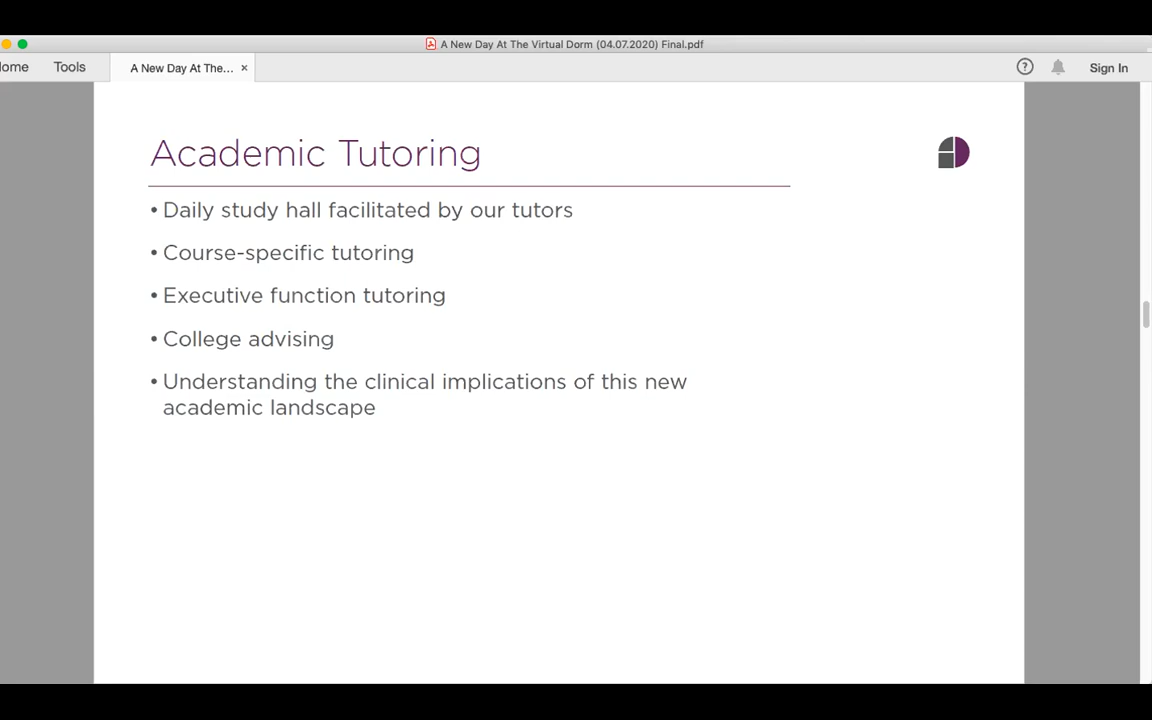 A New Day At The Virtual Dorm (04.07.2020) Final.pdf
ome Tools A New Day At The... × ? Sign In
Academic Tutoring
• Daily study hall facilitated by our tutors
• Course-specific tutoring
• Executive function tutoring
• College advising
• Understanding the clinical implications of this new
academic landscape